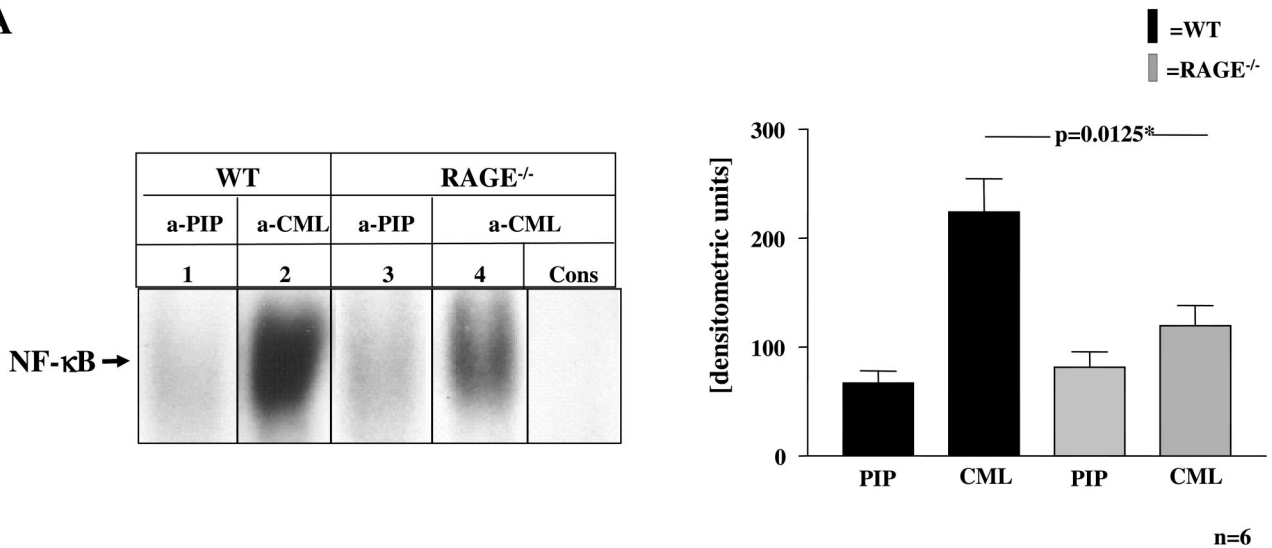 A
WT RAGE-/-
a-PIP a-CML a-PIP a-CML
1 2 3 4 Cons
NF-κB
=WT
=RAGE-/-
[densitometric units]
300
200
100
0
p=0.0125*
PIP CML PIP CML
n=6